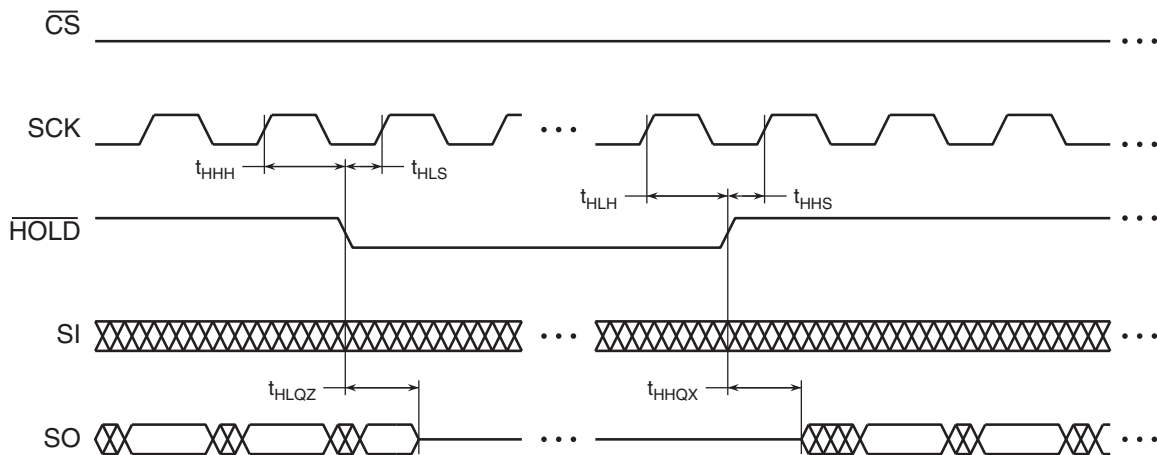 CS
• • •
SCK
• • •
• • •
tHHH
tHLS
tHLH
tHHS
HOLD
• • •
SI
• • •
• • •
tHLQZ
tHHQX
SO
• • •
• • •